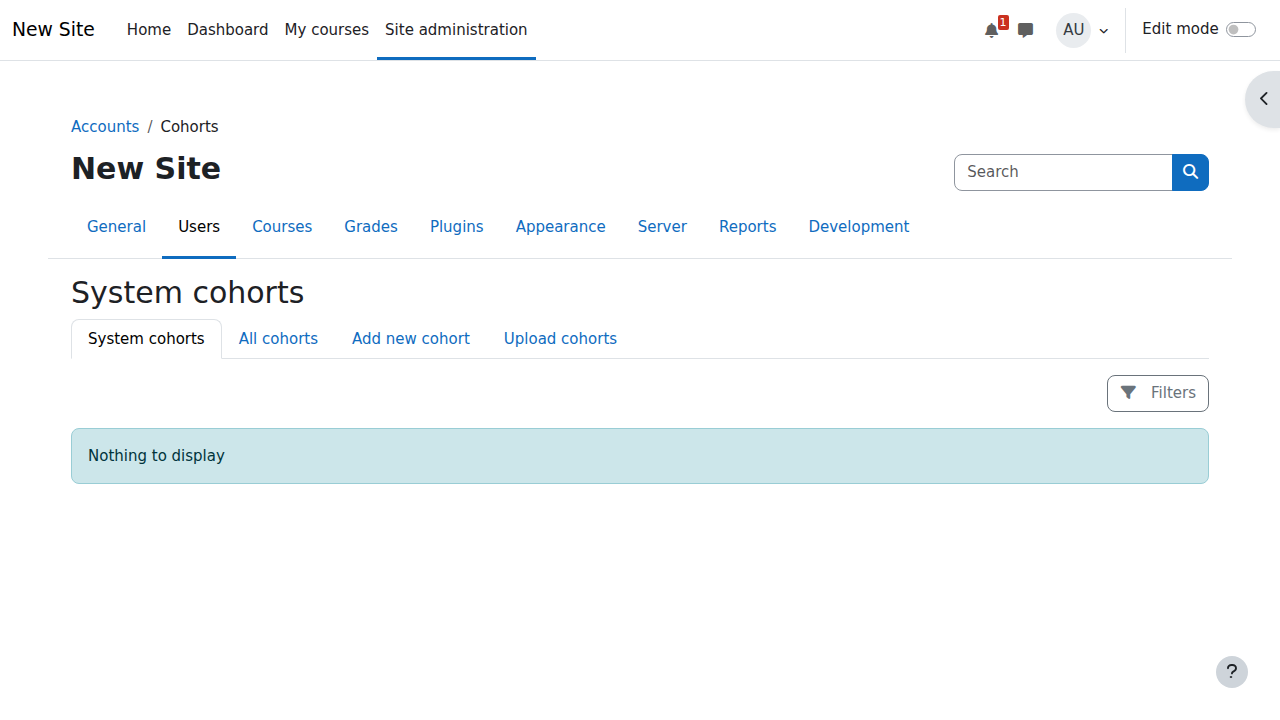 New Site Home Dashboard My courses Site administration 1 AU Edit mode
Accounts / Cohorts
New Site
Search
General Users Courses Grades Plugins Appearance Server Reports Development
System cohorts
System cohorts All cohorts Add new cohort Upload cohorts
Filters
Nothing to display
?